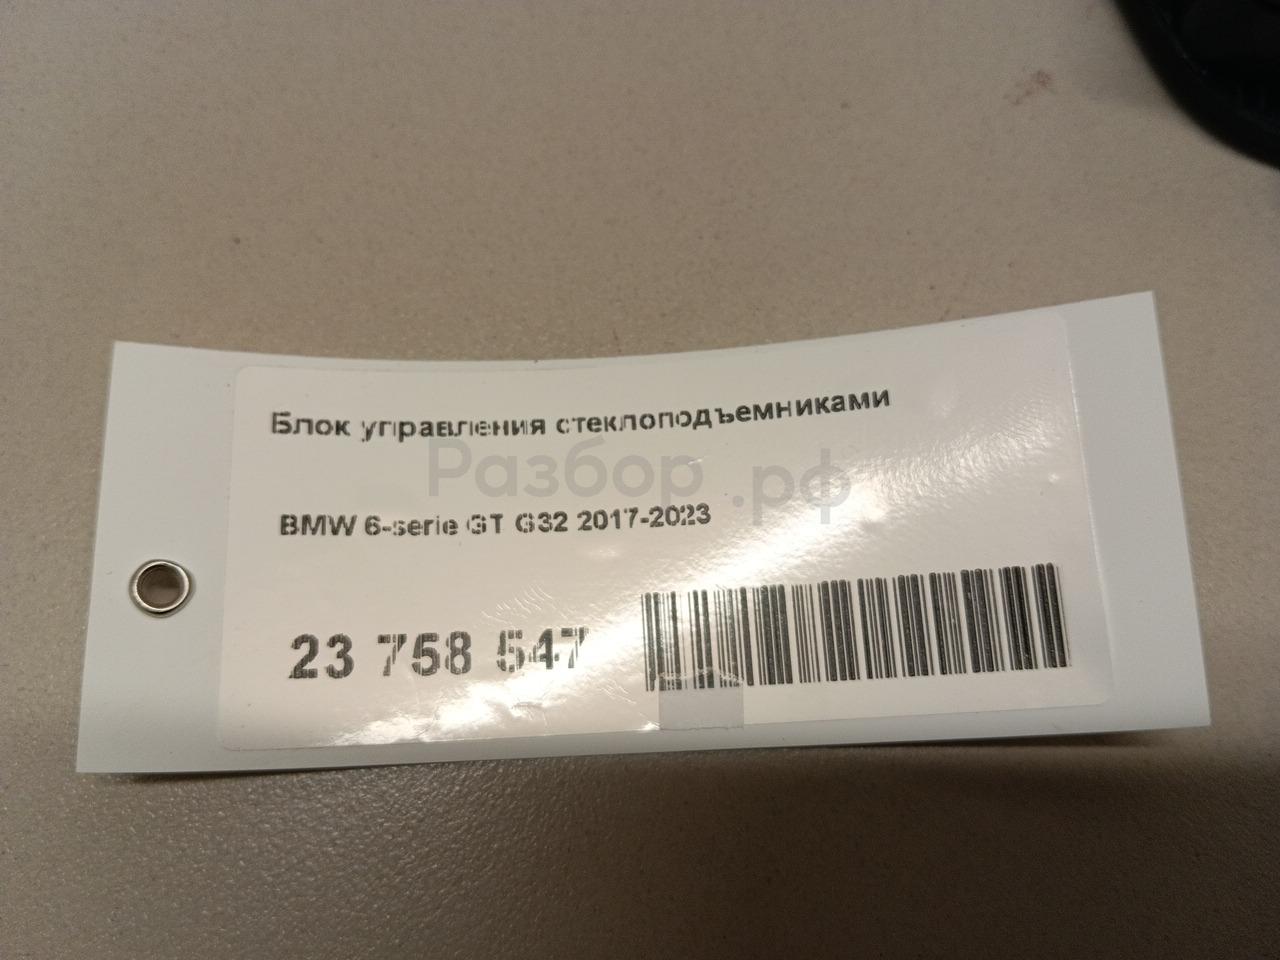 Блок управления стеклоподъемниками
Разбор.рф
BMW 6-serie GT G32 2017-2023
23 758 547